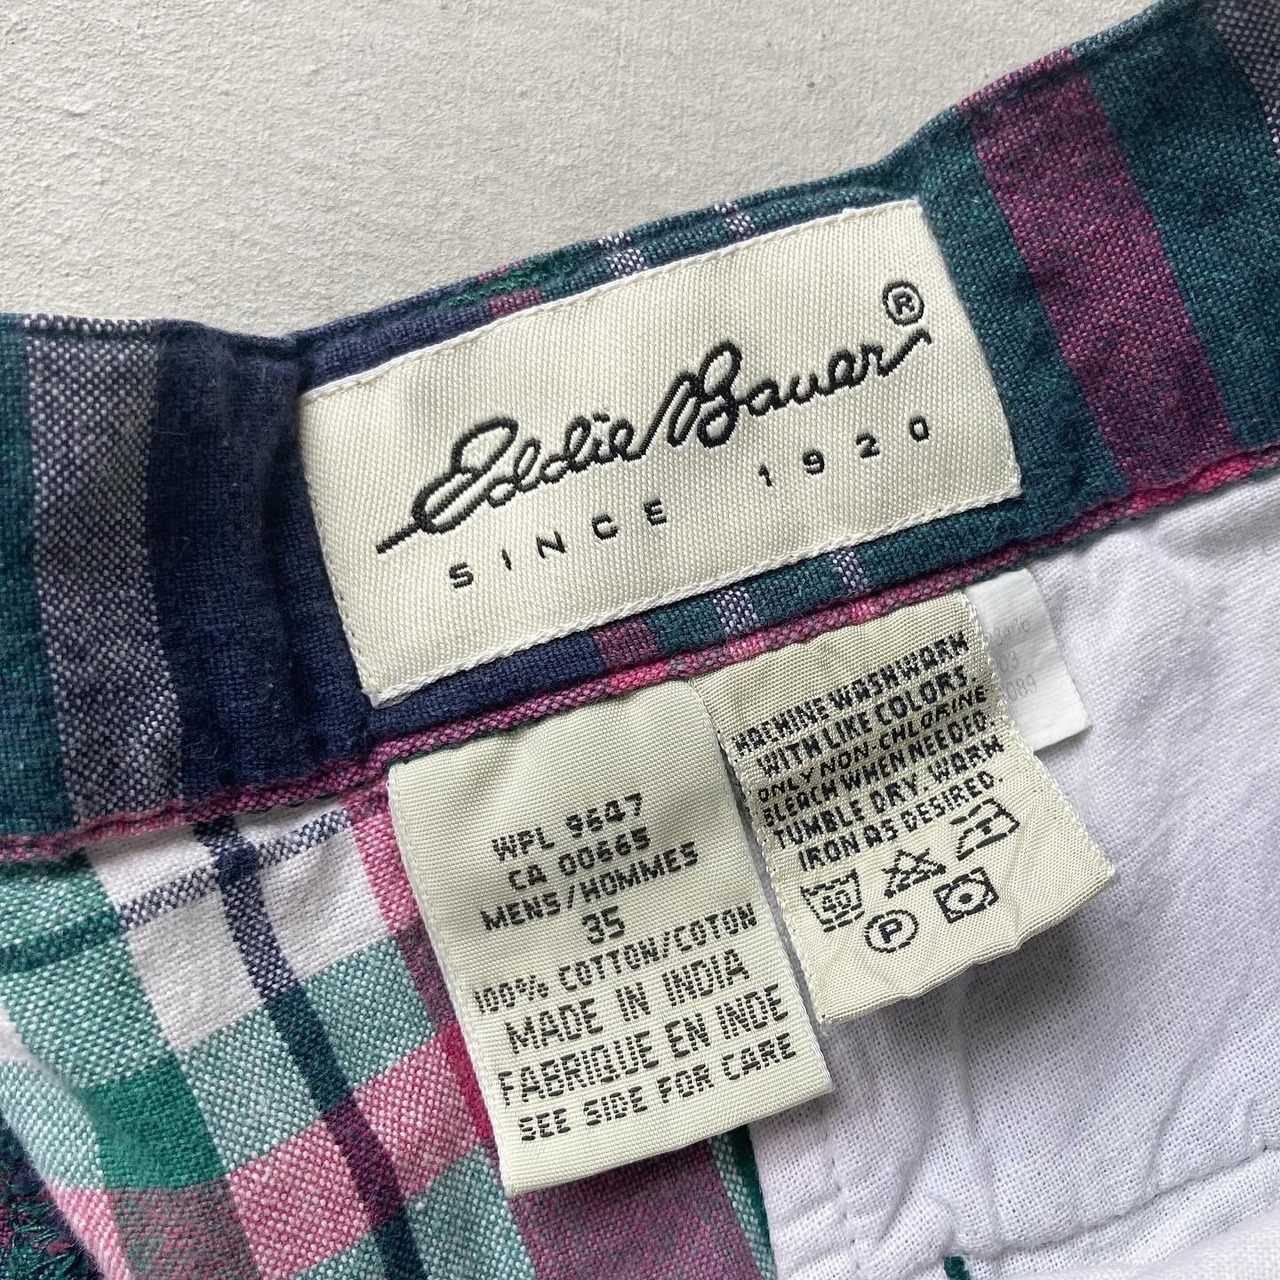 Eddie Bauer®
SINCE 1920
WPL 9647
CA 00665
MENS/HOMMES
35
100% COTTON/COTON
MADE IN INDIA
FABRIQUE EN INDE
SEE SIDE FOR CARE
MACHINE WASH WARM
WITH LIKE COLORS.
ONLY NON-CHLORINE
BLEACH WHEN NEEDED.
TUMBLE DRY. WARM
IRON AS DESIRED.
40
P